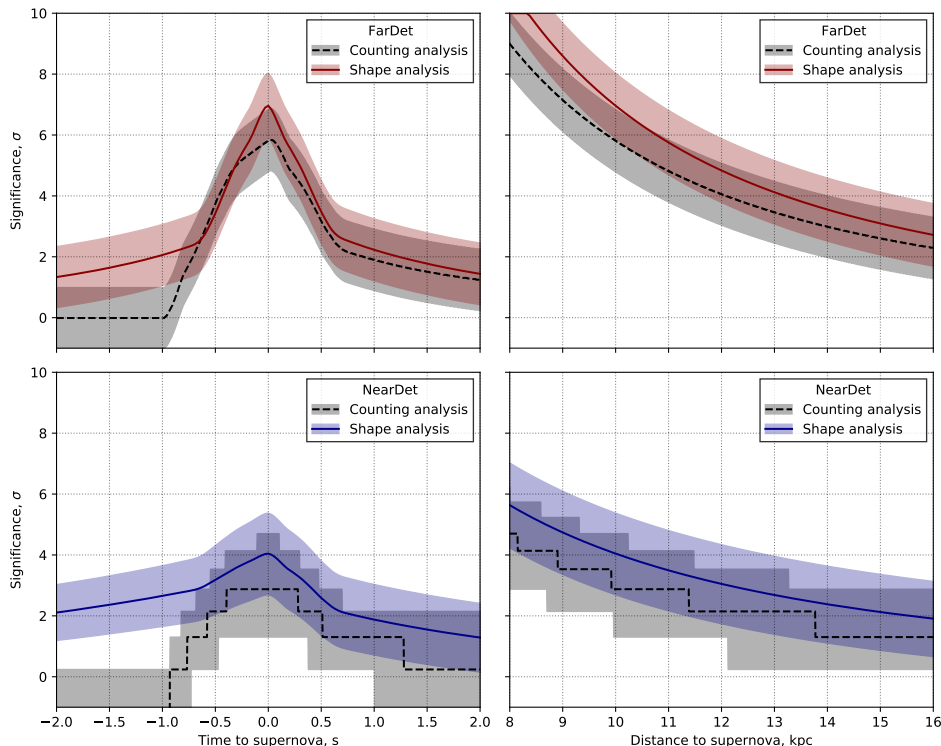 10
8
6
4
2
0
Significance, σ
FarDet
Counting analysis
Shape analysis
FarDet
Counting analysis
Shape analysis
10
8
6
4
2
0
Significance, σ
NearDet
Counting analysis
Shape analysis
−2.0 −1.5 −1.0 −0.5 0.0 0.5 1.0 1.5 2.0
Time to supernova, s
NearDet
Counting analysis
Shape analysis
8 9 10 11 12 13 14 15 16
Distance to supernova, kpc